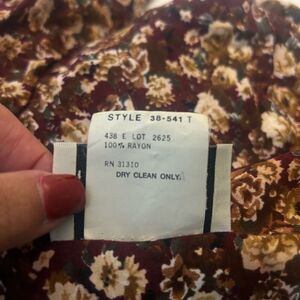 STYLE 38-541 T
438 E LOT 2625
100% RAYON
RN 31310
DRY CLEAN ONLY.